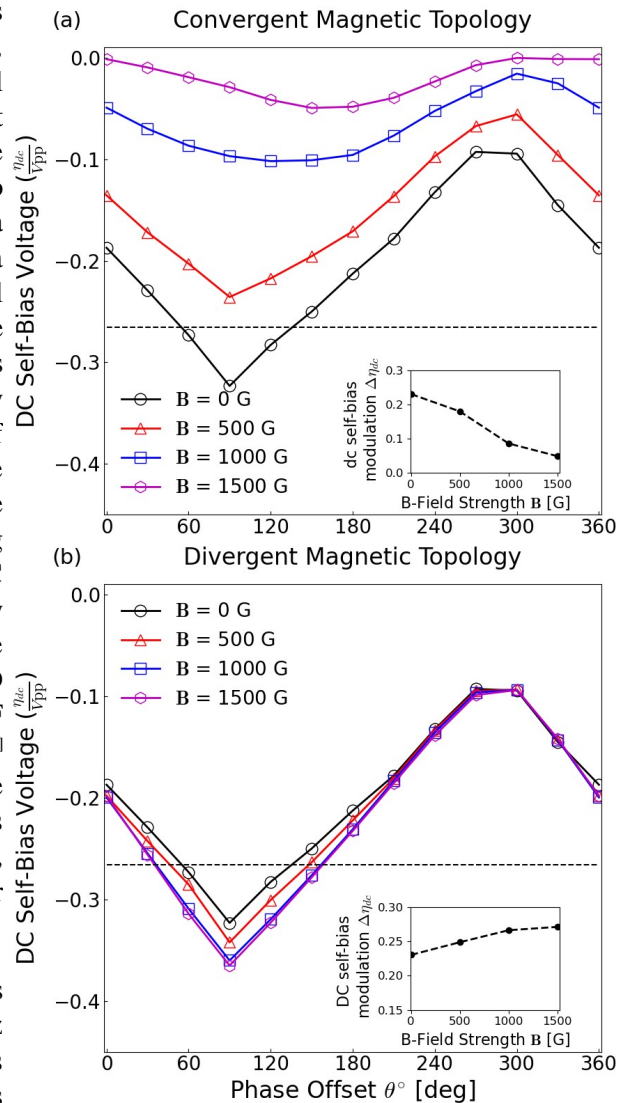 (a)
Convergent Magnetic Topology
DC Self-Bias Voltage (ηdc/Vpp)
0.0
−0.1
−0.2
−0.3
−0.4
B = 0 G
B = 500 G
B = 1000 G
B = 1500 G
dc self-bias
modulation Δηdc
0.3
0.2
0.1
0.0
0 500 1000 1500
B-Field Strength B [G]
0 60 120 180 240 300 360
(b)
Divergent Magnetic Topology
DC Self-Bias Voltage (ηdc/Vpp)
0.0
−0.1
−0.2
−0.3
−0.4
B = 0 G
B = 500 G
B = 1000 G
B = 1500 G
DC self-bias
modulation Δηdc
0.30
0.25
0.20
0.15
0 500 1000 1500
B-Field Strength B [G]
0 60 120 180 240 300 360
Phase Offset θ° [deg]